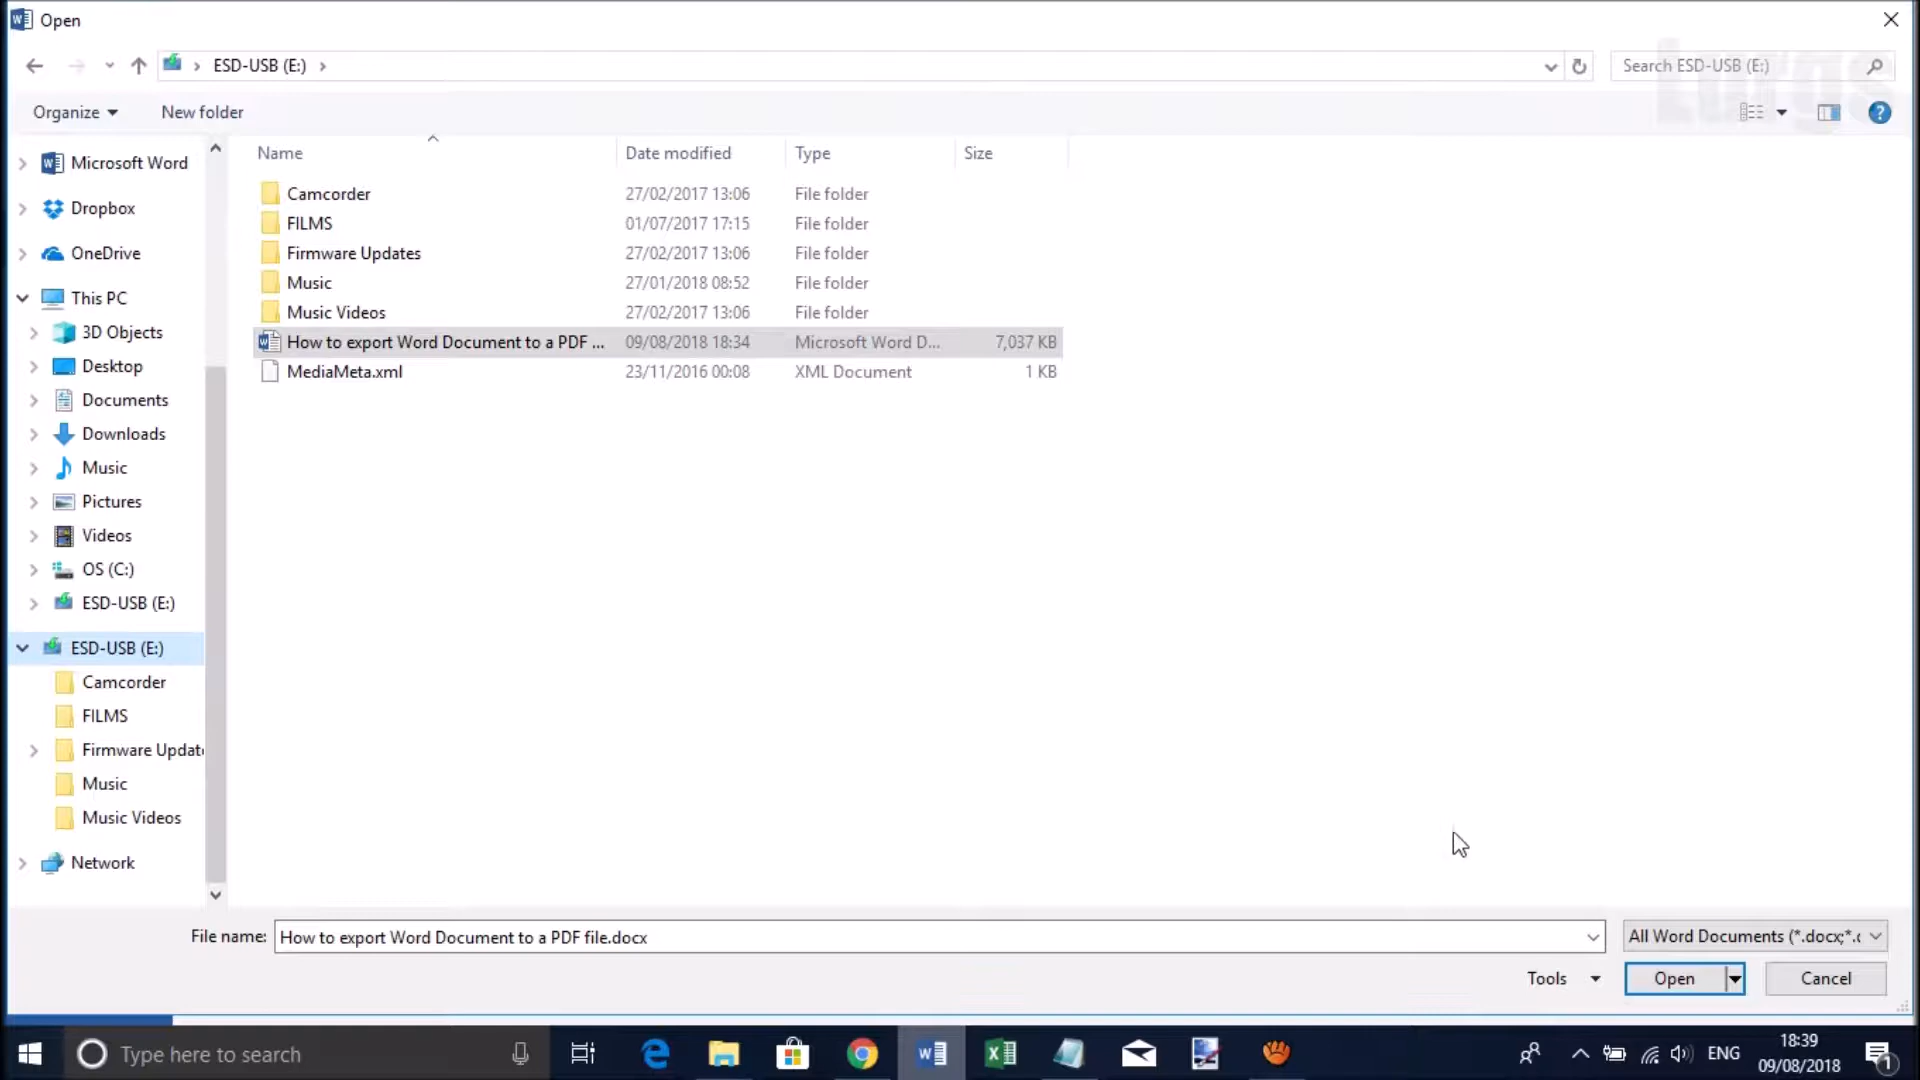 Open
ESD-USB (E:)
Search ESD-USB (E:)
Lurgs
Organize
New folder
Name
Date modified
Type
Size
Camcorder 27/02/2017 13:06 File folder
FILMS 01/07/2017 17:15 File folder
Firmware Updates 27/02/2017 13:06 File folder
Music 27/01/2018 08:52 File folder
Music Videos 27/02/2017 13:06 File folder
How to export Word Document to a PDF ... 09/08/2018 18:34 Microsoft Word D... 7,037 KB
MediaMeta.xml 23/11/2016 00:08 XML Document 1 KB
Microsoft Word
Dropbox
OneDrive
This PC
3D Objects
Desktop
Documents
Downloads
Music
Pictures
Videos
OS (C:)
ESD-USB (E:)
ESD-USB (E:)
Camcorder
FILMS
Firmware Updat
Music
Music Videos
Network
File name: How to export Word Document to a PDF file.docx
All Word Documents (*.docx;*.
Tools
Open
Cancel
Type here to search
ENG
18:39
09/08/2018
1